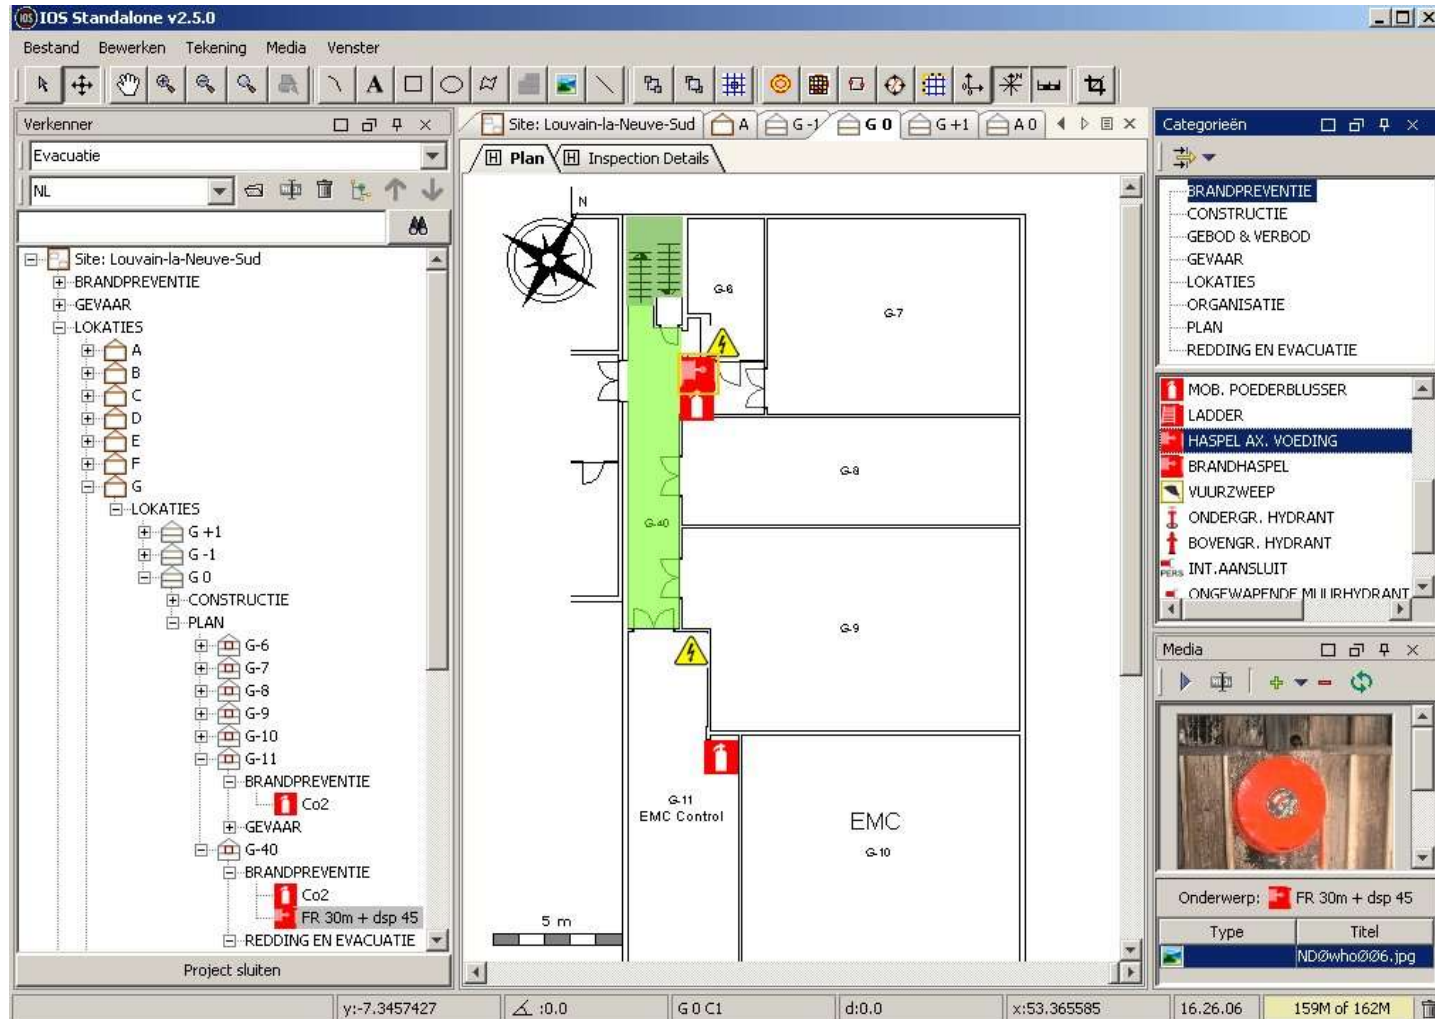 IOS Standalone v2.5.0
Bestand Bewerken Tekening Media Venster
Verkenner
Evacuatie
NL
Site: Louvain-la-Neuve-Sud
BRANDPREVENTIE
GEVAAR
LOKATIES
A
B
C
D
E
F
G
LOKATIES
G +1
G -1
G 0
CONSTRUCTIE
PLAN
G-6
G-7
G-8
G-9
G-10
G-11
BRANDPREVENTIE
Co2
GEVAAR
G-40
BRANDPREVENTIE
Co2
FR 30m + dsp 45
REDDING EN EVACUATIE
Project sluiten
Site: Louvain-la-Neuve-Sud A G -1 G 0 G +1 A 0
Plan Inspection Details
N
G-6
G-7
G-8
G-40
G-9
G-11
EMC Control
EMC
G-10
5 m
Categorieën
BRANDPREVENTIE
CONSTRUCTIE
GEBOD & VERBOD
GEVAAR
LOKATIES
ORGANISATIE
PLAN
REDDING EN EVACUATIE
MOB. POEDERBLUSSER
LADDER
HASPEL AX. VOEDING
BRANDHASPEL
VUURZWEEP
ONDERGR. HYDRANT
BOVENGR. HYDRANT
PERS INT.AANSLUIT
ONGEWAPENDE MUURHYDRANT
Media
Onderwerp: FR 30m + dsp 45
Type Titel
NDØwhoØØ6.jpg
y:-7.3457427 :0.0 G 0 C1 d:0.0 x:53.365585 16.26.06 159M of 162M